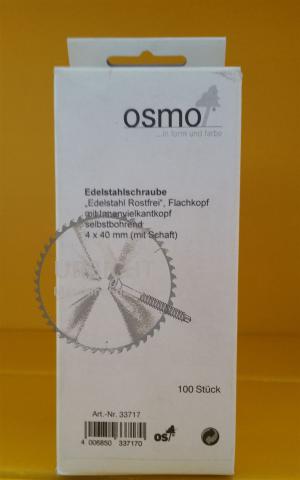 osmo
...in form und farbe
Edelstahlschraube
„Edelstahl Rostfrei", Flachkopf
mit Innenvielkantkopf
selbstbohrend
4 x 40 mm (mit Schaft)
100 Stück
Art.-Nr. 33717
4 006850 337170
os